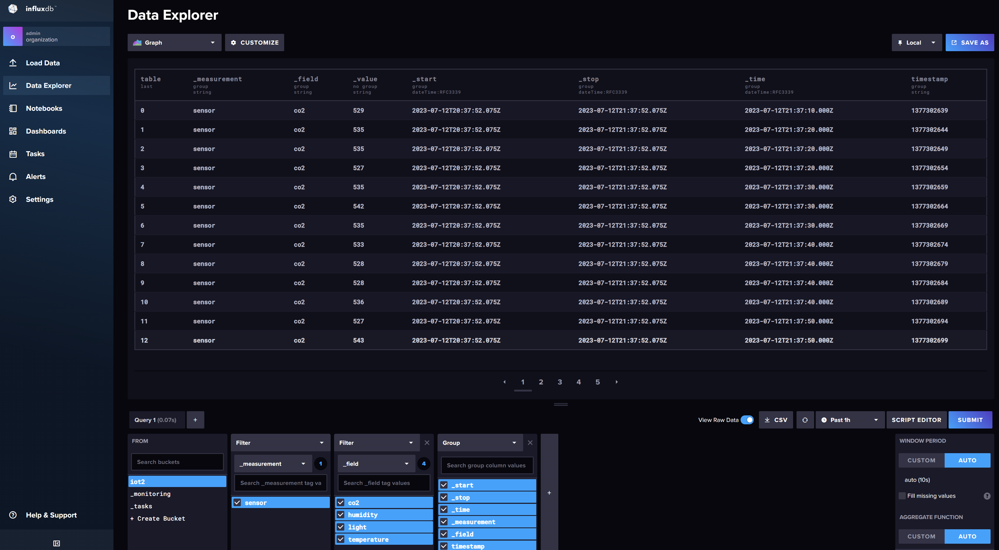 influxdb™
o
admin
organization
Load Data
Data Explorer
Notebooks
Dashboards
Tasks
Alerts
Settings
Help & Support
Data Explorer
Graph
CUSTOMIZE
Local
SAVE AS
table _measurement _field _value _start _stop _time timestamp
last group group no group group group group group
string string string dateTime:RFC3339 dateTime:RFC3339 dateTime:RFC3339 string
0 sensor co2 529 2023-07-12T20:37:52.075Z 2023-07-12T21:37:52.075Z 2023-07-12T21:37:10.000Z 1377302639
1 sensor co2 535 2023-07-12T20:37:52.075Z 2023-07-12T21:37:52.075Z 2023-07-12T21:37:20.000Z 1377302644
2 sensor co2 535 2023-07-12T20:37:52.075Z 2023-07-12T21:37:52.075Z 2023-07-12T21:37:20.000Z 1377302649
3 sensor co2 527 2023-07-12T20:37:52.075Z 2023-07-12T21:37:52.075Z 2023-07-12T21:37:20.000Z 1377302654
4 sensor co2 535 2023-07-12T20:37:52.075Z 2023-07-12T21:37:52.075Z 2023-07-12T21:37:30.000Z 1377302659
5 sensor co2 542 2023-07-12T20:37:52.075Z 2023-07-12T21:37:52.075Z 2023-07-12T21:37:30.000Z 1377302664
6 sensor co2 535 2023-07-12T20:37:52.075Z 2023-07-12T21:37:52.075Z 2023-07-12T21:37:30.000Z 1377302669
7 sensor co2 533 2023-07-12T20:37:52.075Z 2023-07-12T21:37:52.075Z 2023-07-12T21:37:40.000Z 1377302674
8 sensor co2 528 2023-07-12T20:37:52.075Z 2023-07-12T21:37:52.075Z 2023-07-12T21:37:40.000Z 1377302679
9 sensor co2 528 2023-07-12T20:37:52.075Z 2023-07-12T21:37:52.075Z 2023-07-12T21:37:40.000Z 1377302684
10 sensor co2 536 2023-07-12T20:37:52.075Z 2023-07-12T21:37:52.075Z 2023-07-12T21:37:40.000Z 1377302689
11 sensor co2 527 2023-07-12T20:37:52.075Z 2023-07-12T21:37:52.075Z 2023-07-12T21:37:50.000Z 1377302694
12 sensor co2 543 2023-07-12T20:37:52.075Z 2023-07-12T21:37:52.075Z 2023-07-12T21:37:50.000Z 1377302699
1 2 3 4 5
Query 1 (0.07s)
+
View Raw Data
CSV
Past 1h
SCRIPT EDITOR
SUBMIT
FROM
Search buckets
iot2
_monitoring
_tasks
+ Create Bucket
Filter
_measurement
1
Search _measurement tag va
sensor
Filter
_field
4
Search _field tag values
co2
humidity
light
temperature
Group
Search group column values
_start
_stop
_time
_measurement
_field
timestamp
+
WINDOW PERIOD
CUSTOM AUTO
auto (10s)
Fill missing values
?
AGGREGATE FUNCTION
CUSTOM AUTO